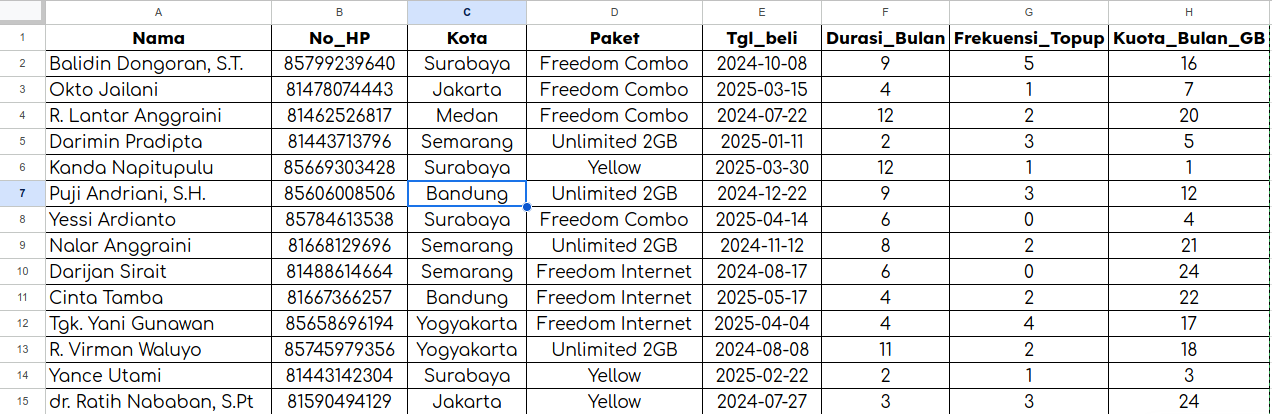 A B C D E F G H
1 Nama No_HP Kota Paket Tgl_beli Durasi_Bulan Frekuensi_Topup Kuota_Bulan_GB
2 Balidin Dongoran, S.T. 85799239640 Surabaya Freedom Combo 2024-10-08 9 5 16
3 Okto Jailani 81478074443 Jakarta Freedom Combo 2025-03-15 4 1 7
4 R. Lantar Anggraini 81462526817 Medan Freedom Combo 2024-07-22 12 2 20
5 Darimin Pradipta 81443713796 Semarang Unlimited 2GB 2025-01-11 2 3 5
6 Kanda Napitupulu 85669303428 Surabaya Yellow 2025-03-30 12 1 1
7 Puji Andriani, S.H. 85606008506 Bandung Unlimited 2GB 2024-12-22 9 3 12
8 Yessi Ardianto 85784613538 Surabaya Freedom Combo 2025-04-14 6 0 4
9 Nalar Anggraini 81668129696 Semarang Unlimited 2GB 2024-11-12 8 2 21
10 Darijan Sirait 81488614664 Semarang Freedom Internet 2024-08-17 6 0 24
11 Cinta Tamba 81667366257 Bandung Freedom Internet 2025-05-17 4 2 22
12 Tgk. Yani Gunawan 85658696194 Yogyakarta Freedom Internet 2025-04-04 4 4 17
13 R. Virman Waluyo 85745979356 Yogyakarta Unlimited 2GB 2024-08-08 11 2 18
14 Yance Utami 81443142304 Surabaya Yellow 2025-02-22 2 1 3
15 dr. Ratih Nababan, S.Pt 81590494129 Jakarta Yellow 2024-07-27 3 3 24